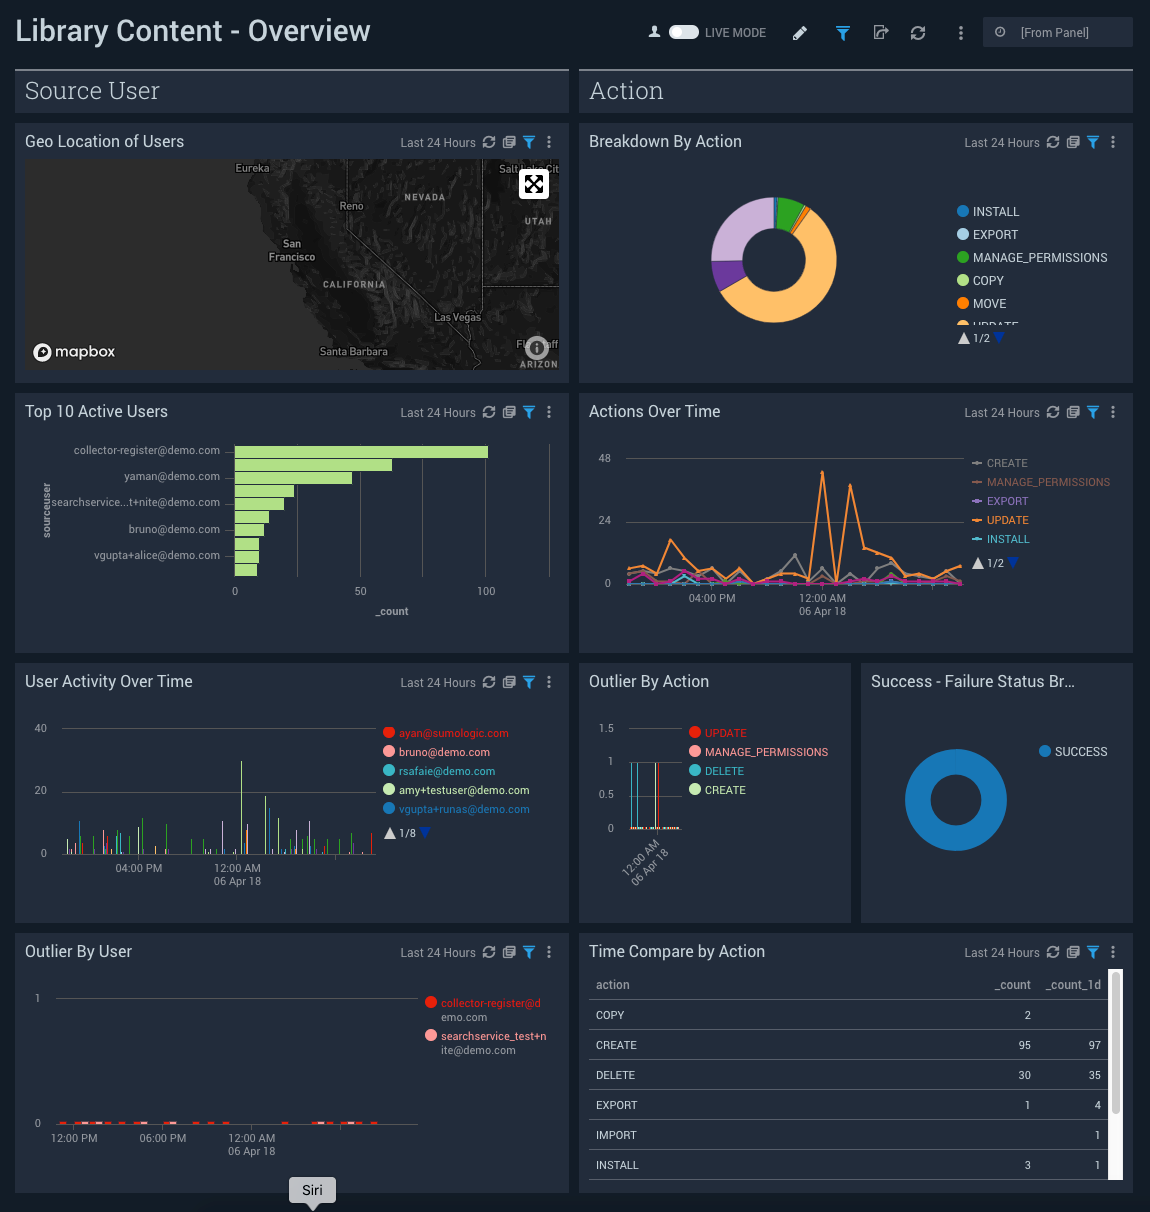 Library Content - Overview
LIVE MODE
[From Panel]
Source User
Action
Geo Location of Users
Last 24 Hours
Eureka
Salt Lake Cit
NEVADA
Reno
UTAH
San
Francisco
CALIFORNIA
Las Vegas
Santa Barbara
ARIZON
mapbox
Breakdown By Action
Last 24 Hours
INSTALL
EXPORT
MANAGE_PERMISSIONS
COPY
MOVE
UPDATE
1/2
Top 10 Active Users
Last 24 Hours
sourceuser
collector-register@demo.com
yaman@demo.com
searchservice...t+nite@demo.com
bruno@demo.com
vgupta+alice@demo.com
0 50 100
_count
Actions Over Time
Last 24 Hours
48
24
0
04:00 PM 12:00 AM
06 Apr 18
CREATE
MANAGE_PERMISSIONS
EXPORT
UPDATE
INSTALL
1/2
User Activity Over Time
Last 24 Hours
40
20
0
04:00 PM 12:00 AM
06 Apr 18
ayan@sumologic.com
bruno@demo.com
rsafaie@demo.com
amy+testuser@demo.com
vgupta+runas@demo.com
1/8
Outlier By Action
1.5
1
0.5
0
12:00 AM
06 Apr 18
UPDATE
MANAGE_PERMISSIONS
DELETE
CREATE
Success - Failure Status Br...
SUCCESS
Outlier By User
Last 24 Hours
1
0
12:00 PM 06:00 PM 12:00 AM
06 Apr 18
collector-register@d
emo.com
searchservice_test+n
ite@demo.com
Time Compare by Action
Last 24 Hours
action _count _count_1d
COPY 2
CREATE 95 97
DELETE 30 35
EXPORT 1 4
IMPORT 1
INSTALL 3 1
Siri